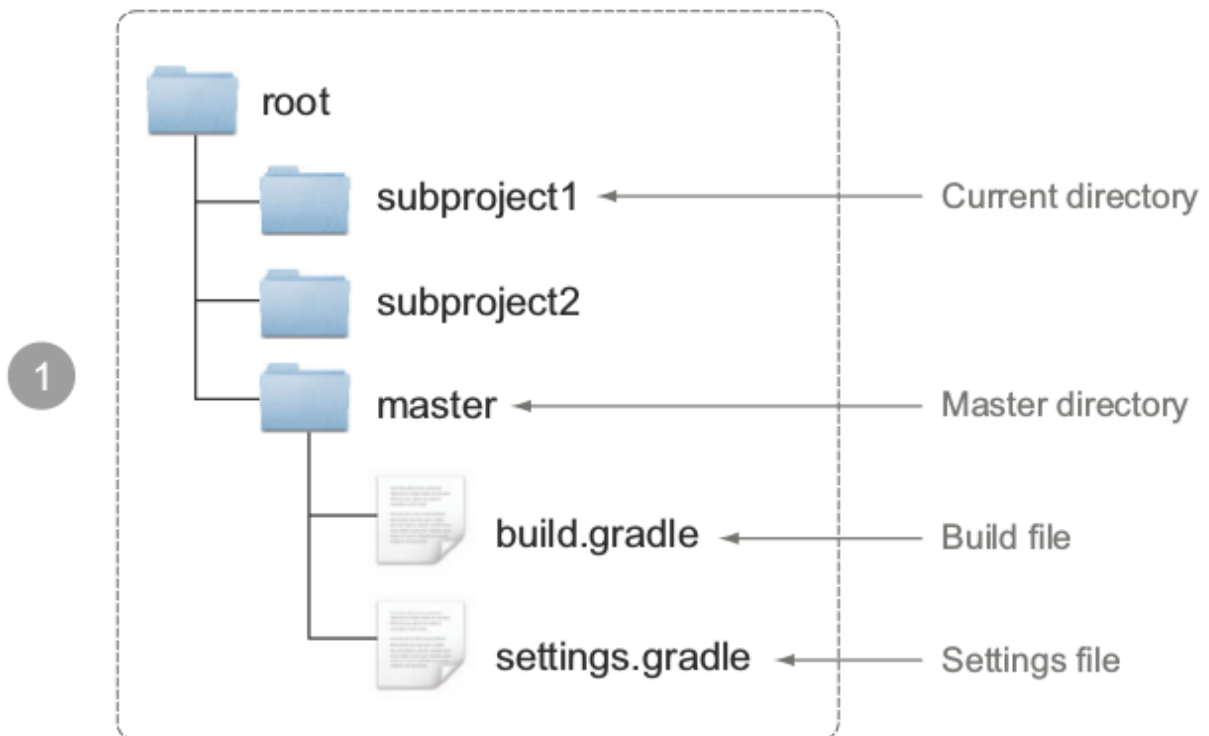 root
subproject1 Current directory
subproject2
1
master Master directory
build.gradle Build file
settings.gradle Settings file